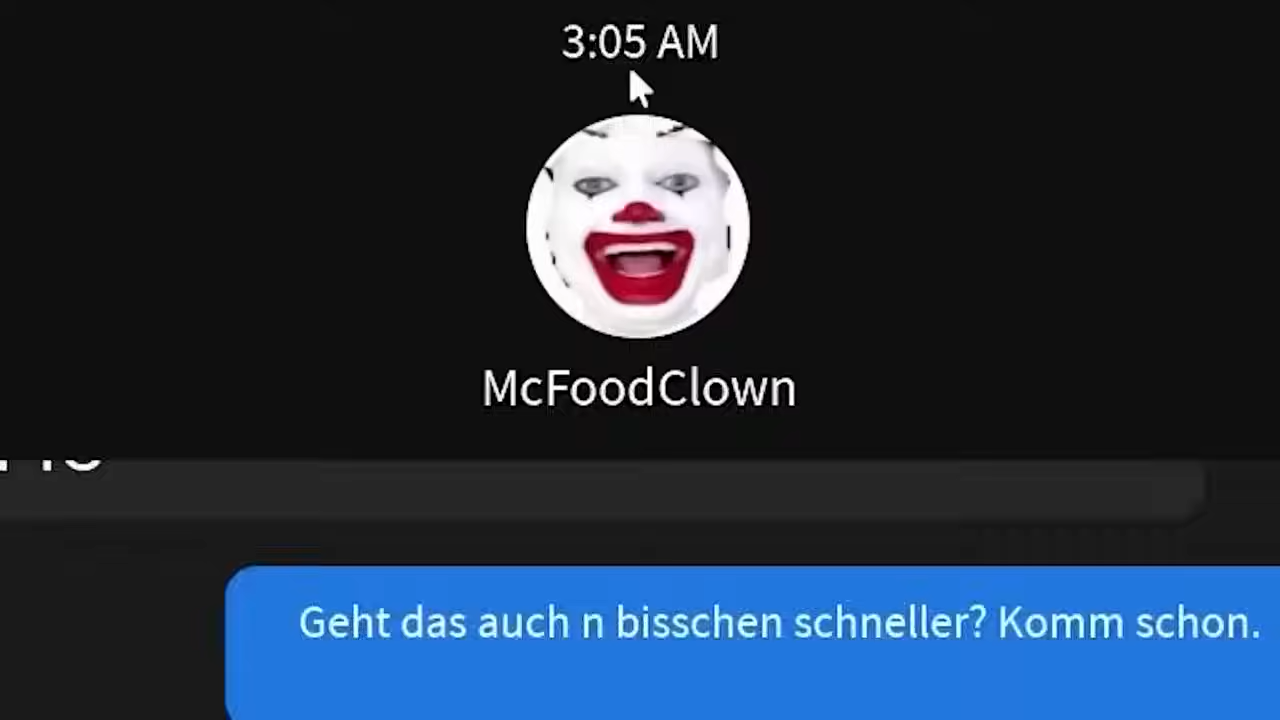 3:05 AM
McFoodClown
Geht das auch n bisschen schneller? Komm schon.